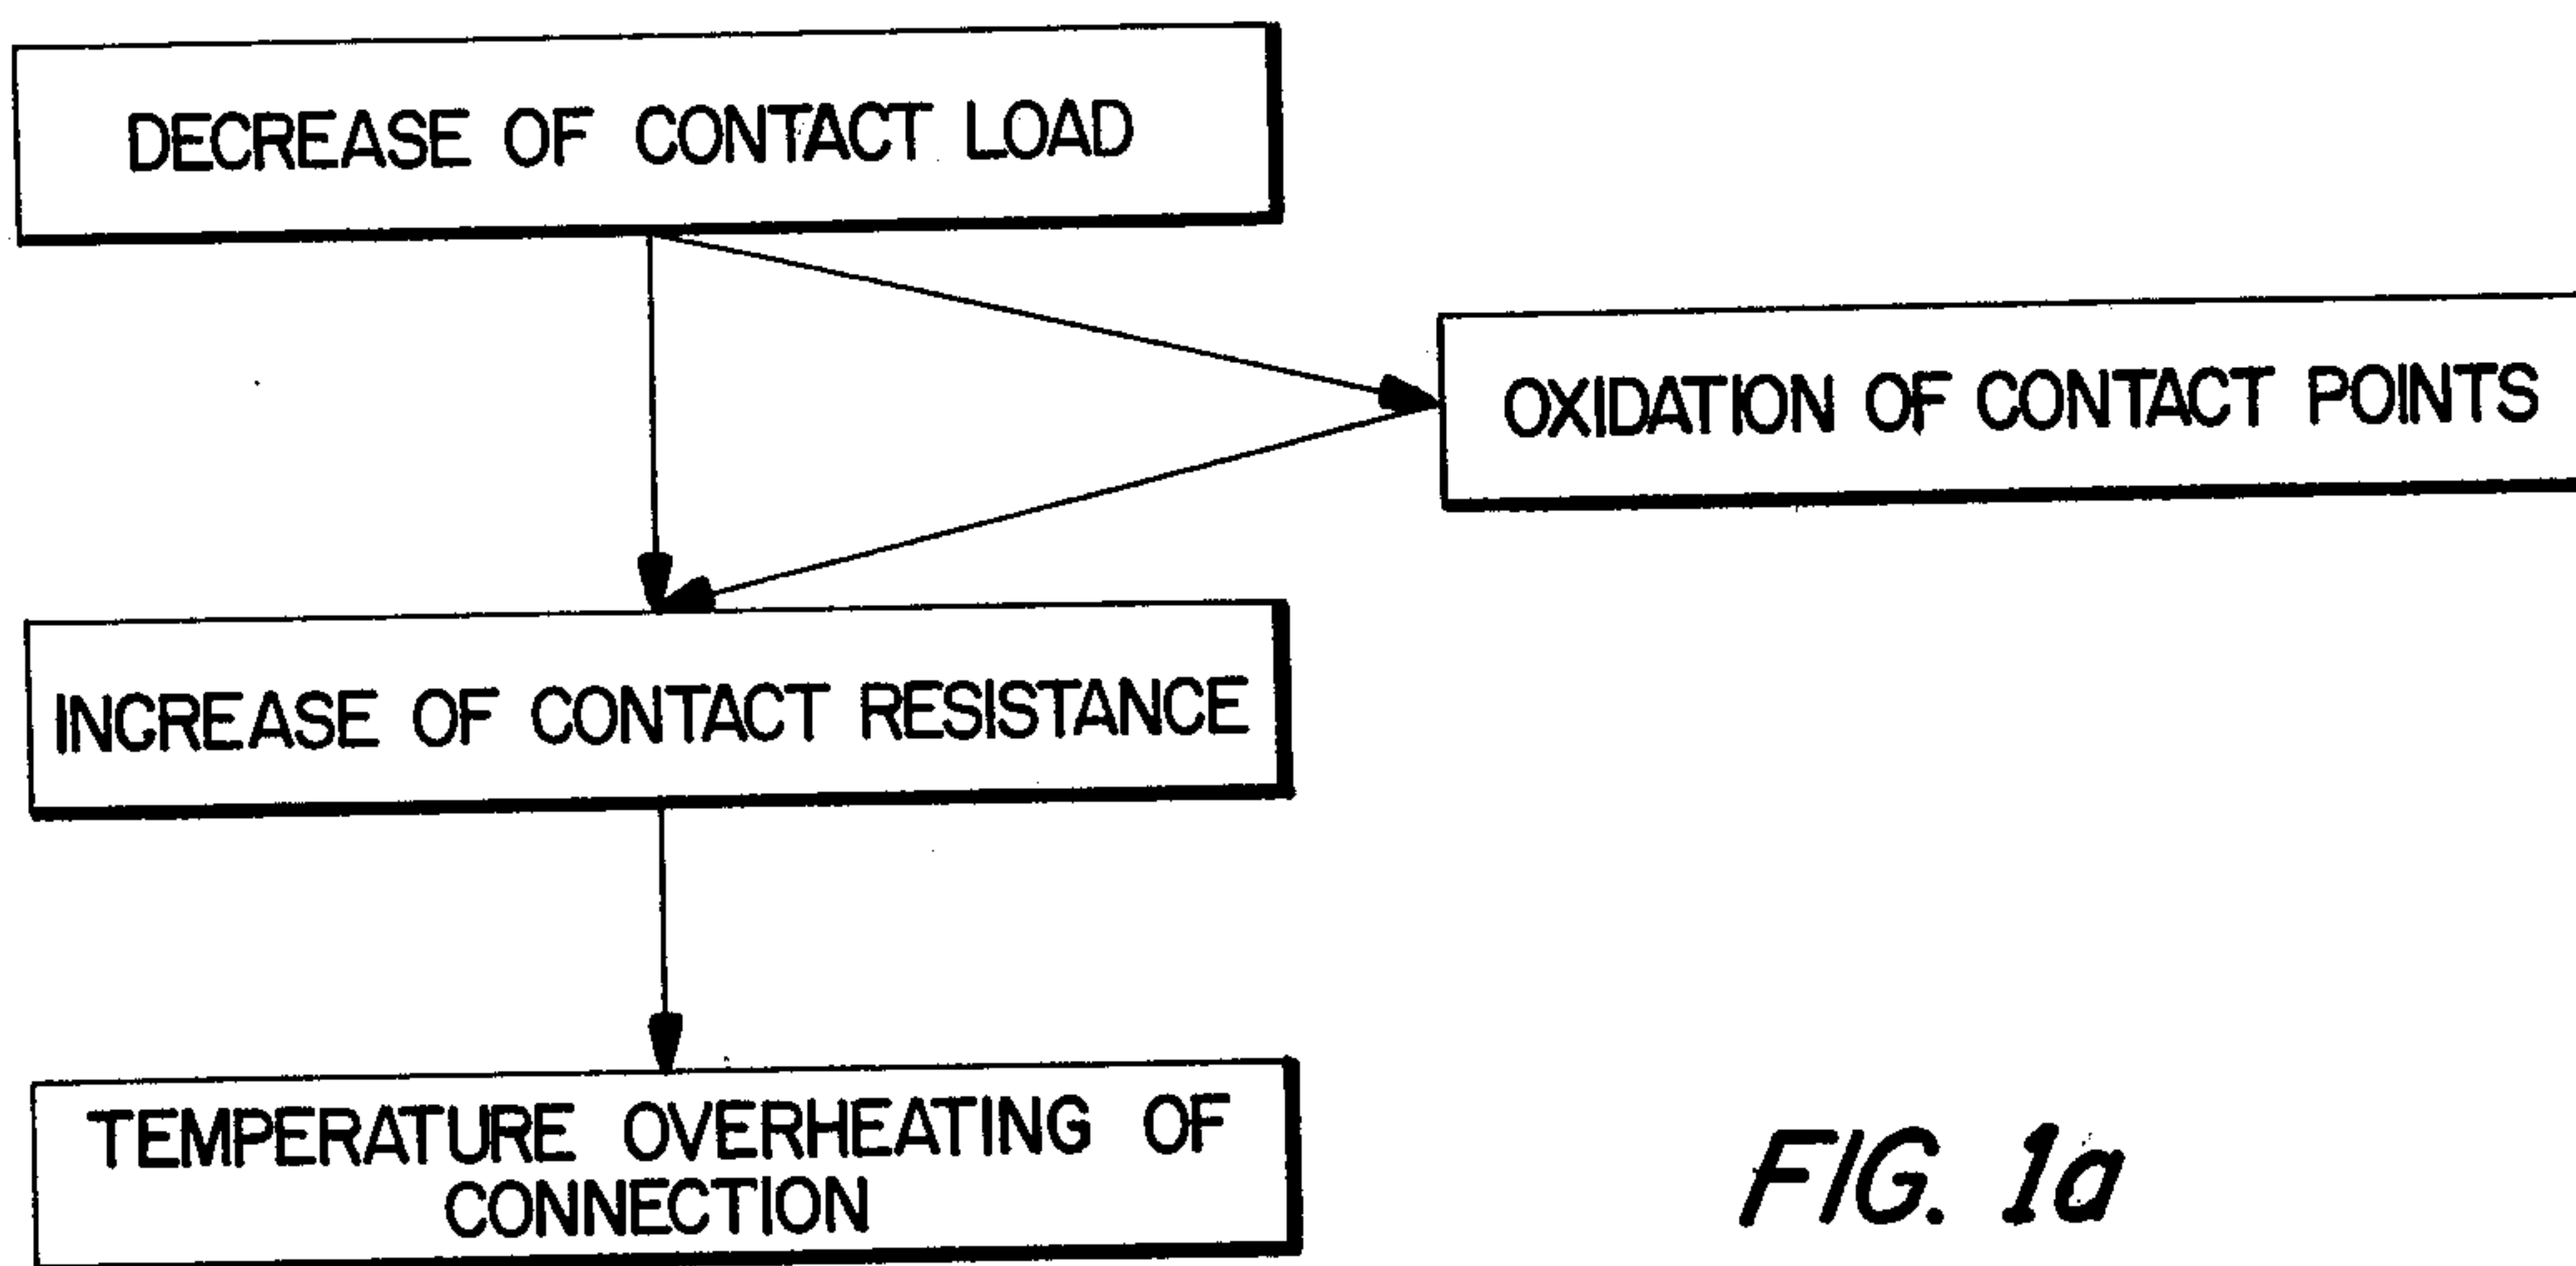 DECREASE OF CONTACT LOAD
OXIDATION OF CONTACT POINTS
INCREASE OF CONTACT RESISTANCE
TEMPERATURE OVERHEATING OF
CONNECTION
FIG. 1a